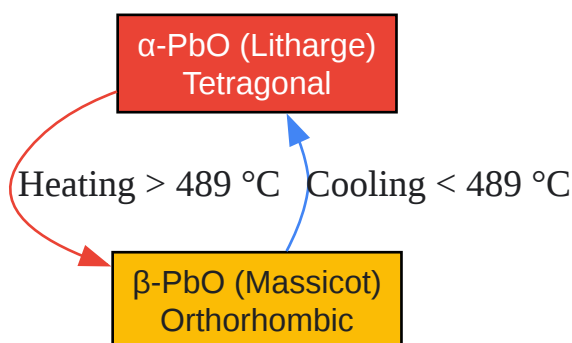 α-PbO (Litharge)
Tetragonal
Heating > 489 °C
Cooling < 489 °C
β-PbO (Massicot)
Orthorhombic